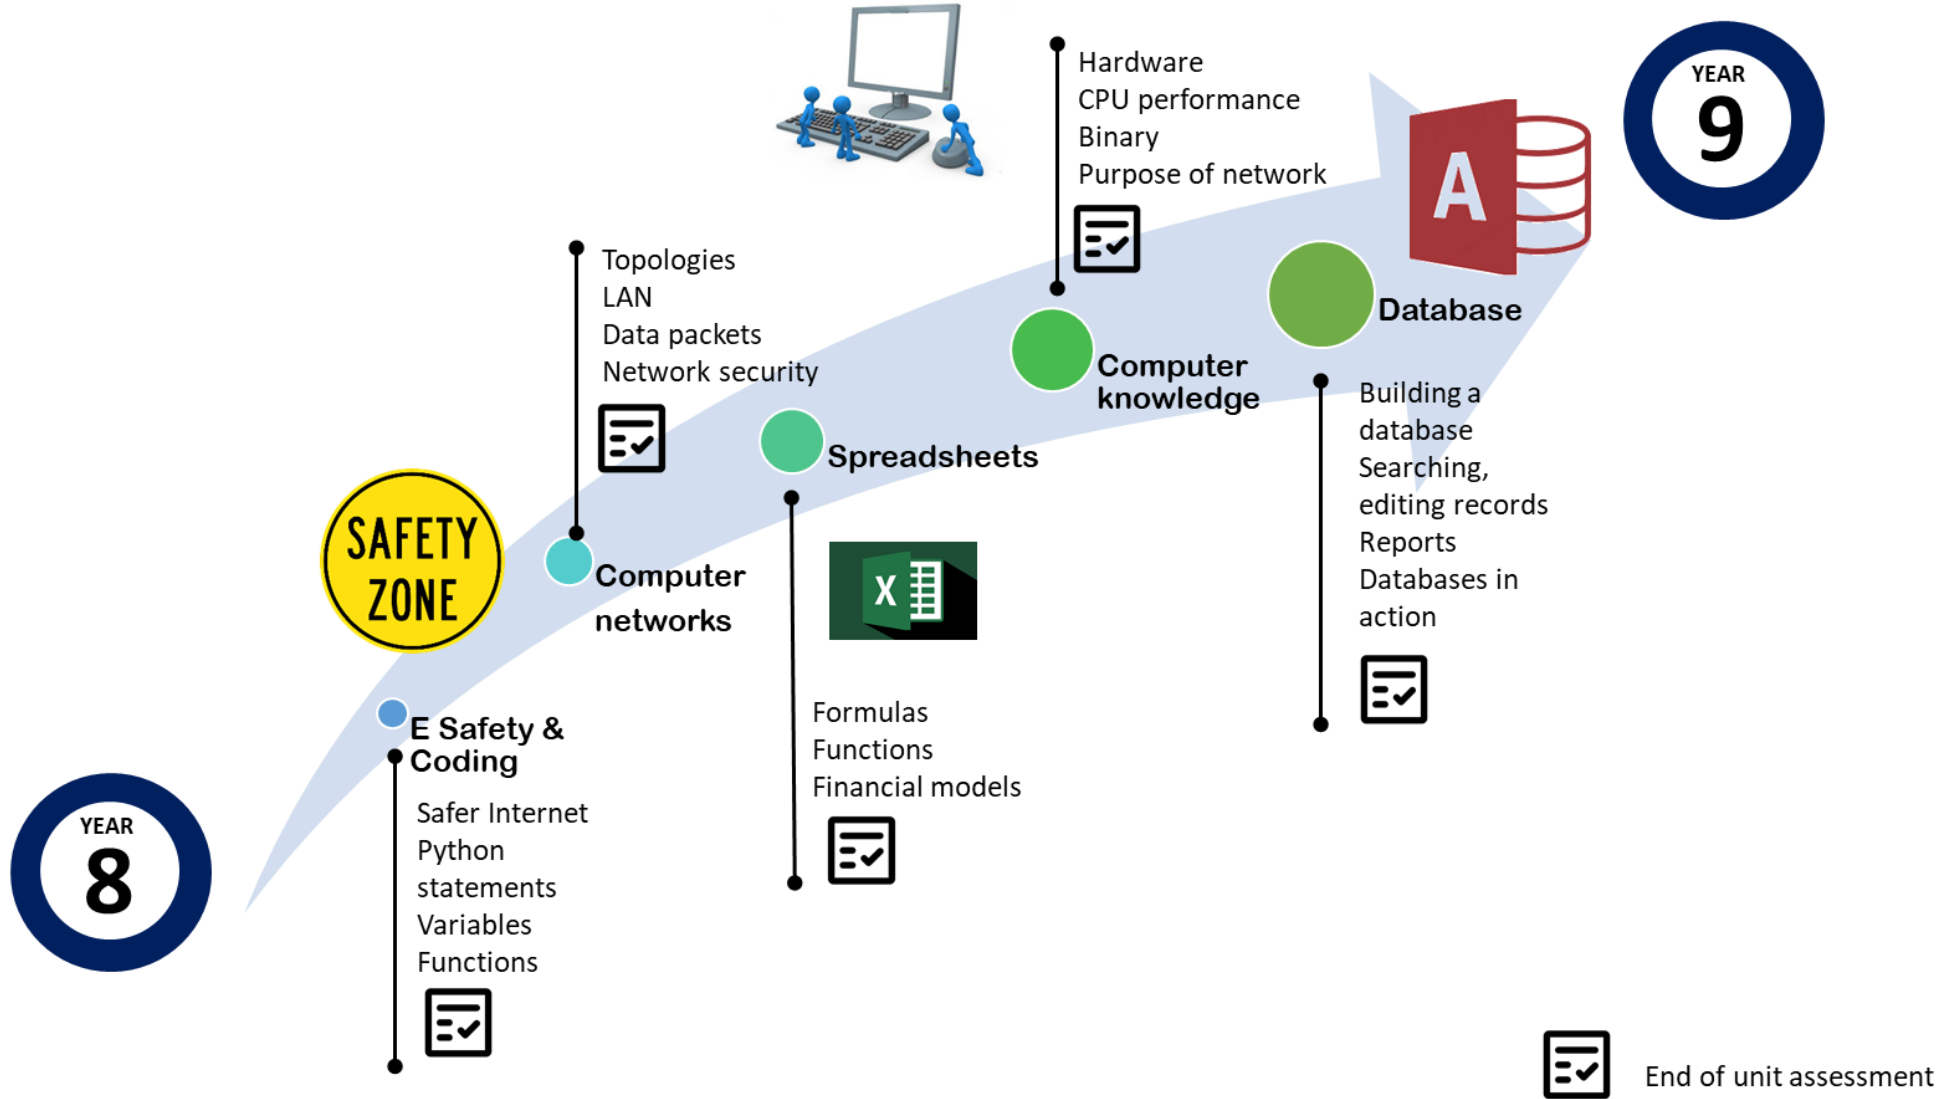 YEAR
8
E Safety &
Coding
Safer Internet
Python
statements
Variables
Functions
SAFETY
ZONE
Topologies
LAN
Data packets
Network security
Computer
networks
Spreadsheets
X
Formulas
Functions
Financial models
Hardware
CPU performance
Binary
Purpose of network
Computer
knowledge
A
Database
Building a
database
Searching,
editing records
Reports
Databases in
action
YEAR
9
End of unit assessment